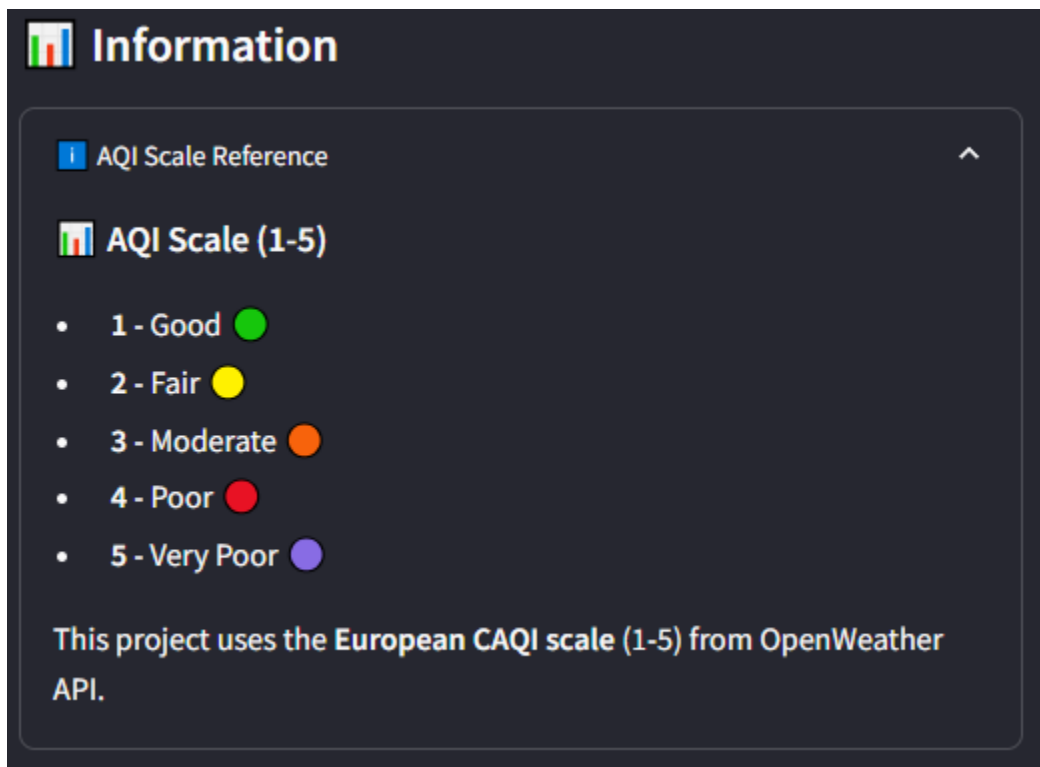 Information
AQI Scale Reference
AQI Scale (1-5)
1 - Good
2 - Fair
3 - Moderate
4 - Poor
5 - Very Poor
This project uses the European CAQI scale (1-5) from OpenWeather
API.